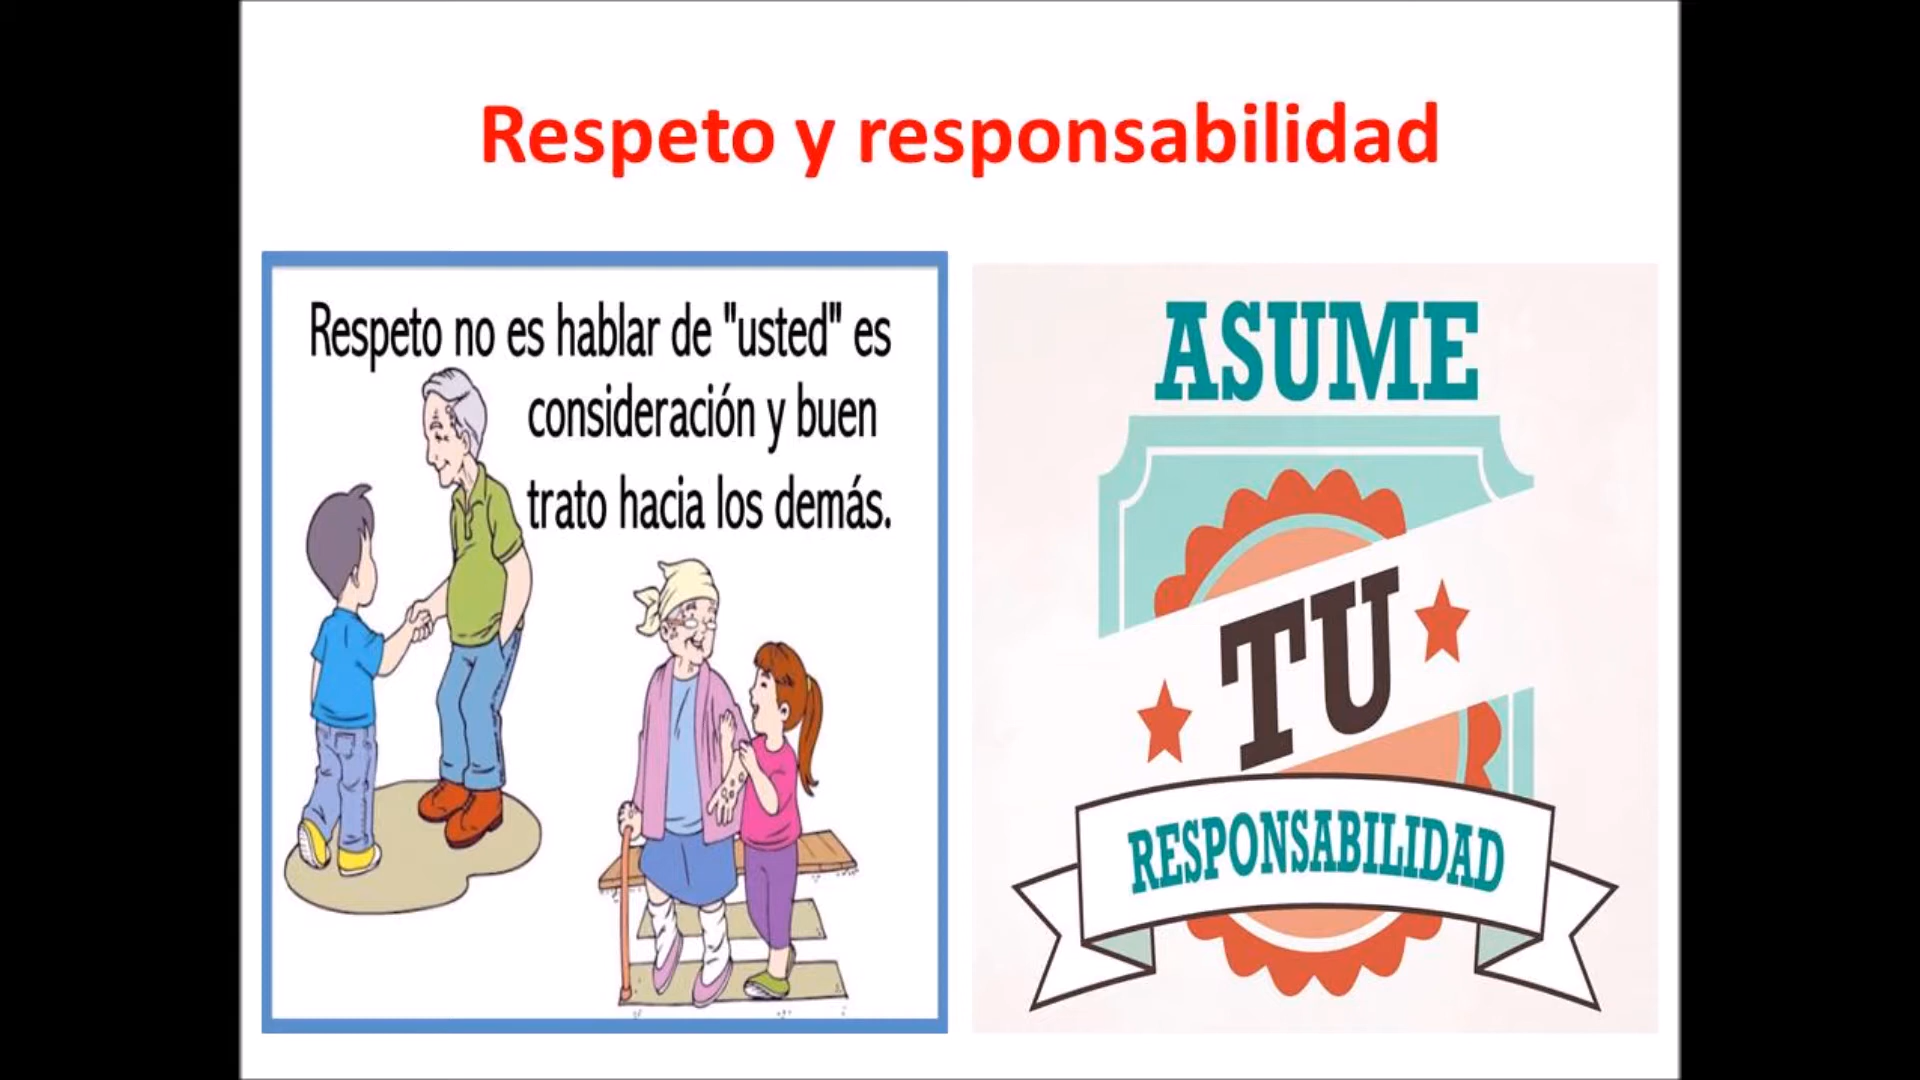 Respeto y responsabilidad
Respeto no es hablar de "usted" es
consideración y buen
trato hacia los demás.
ASUME
TU
RESPONSABILIDAD